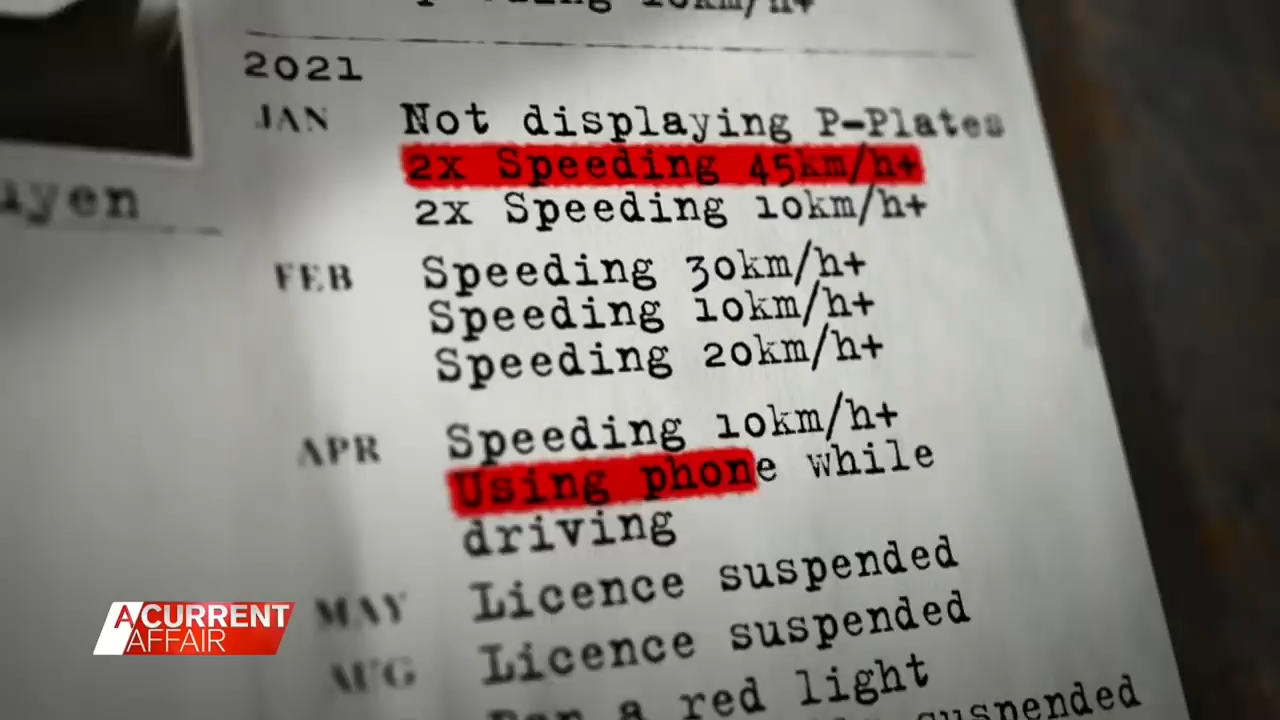 10km/h+
2021
JAN Not displaying P-Plates
2x Speeding 45km/h+
2x Speeding 10km/h+
FEB Speeding 30km/h+
Speeding 10km/h+
Speeding 20km/h+
APR Speeding 10km/h+
Using phone while
driving
MAY Licence suspended
AUG Licence suspended
a red light
suspended
A CURRENT
AFFAIR